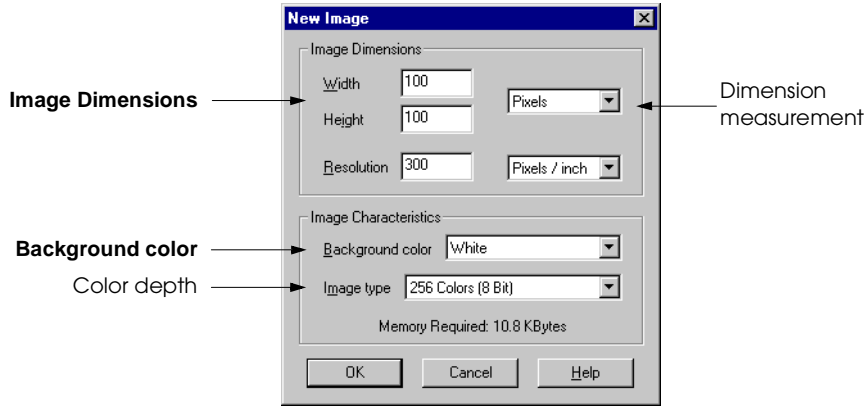 New Image
Image Dimensions
Image Dimensions
Width
100
Pixels
Dimension
measurement
Height
100
Resolution
300
Pixels / inch
Image Characteristics
Background color
Background color
White
Color depth
Image type
256 Colors (8 Bit)
Memory Required: 10.8 KBytes
OK
Cancel
Help